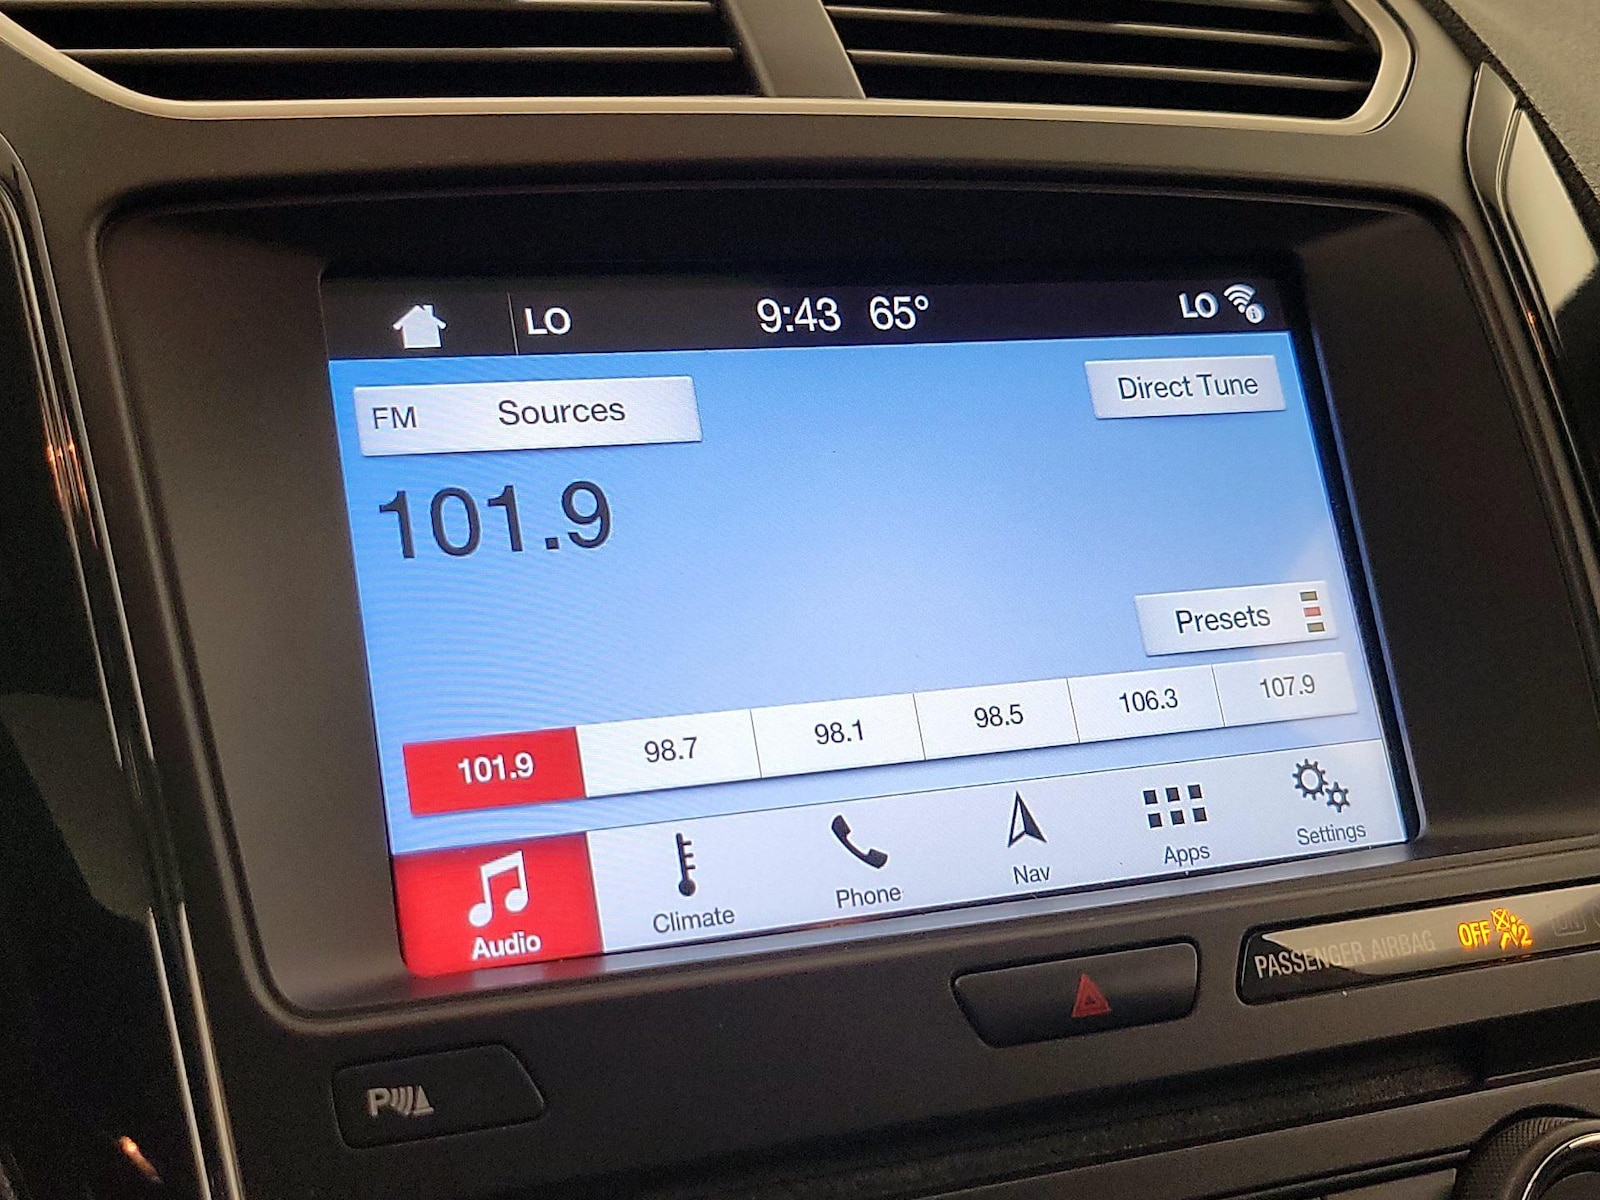 LO 9:43 65° LO
FM Sources Direct Tune
101.9
Presets
101.9 98.7 98.1 98.5 106.3 107.9
Audio Climate Phone Nav Apps Settings
PASSENGER AIRBAG OFF 2
P